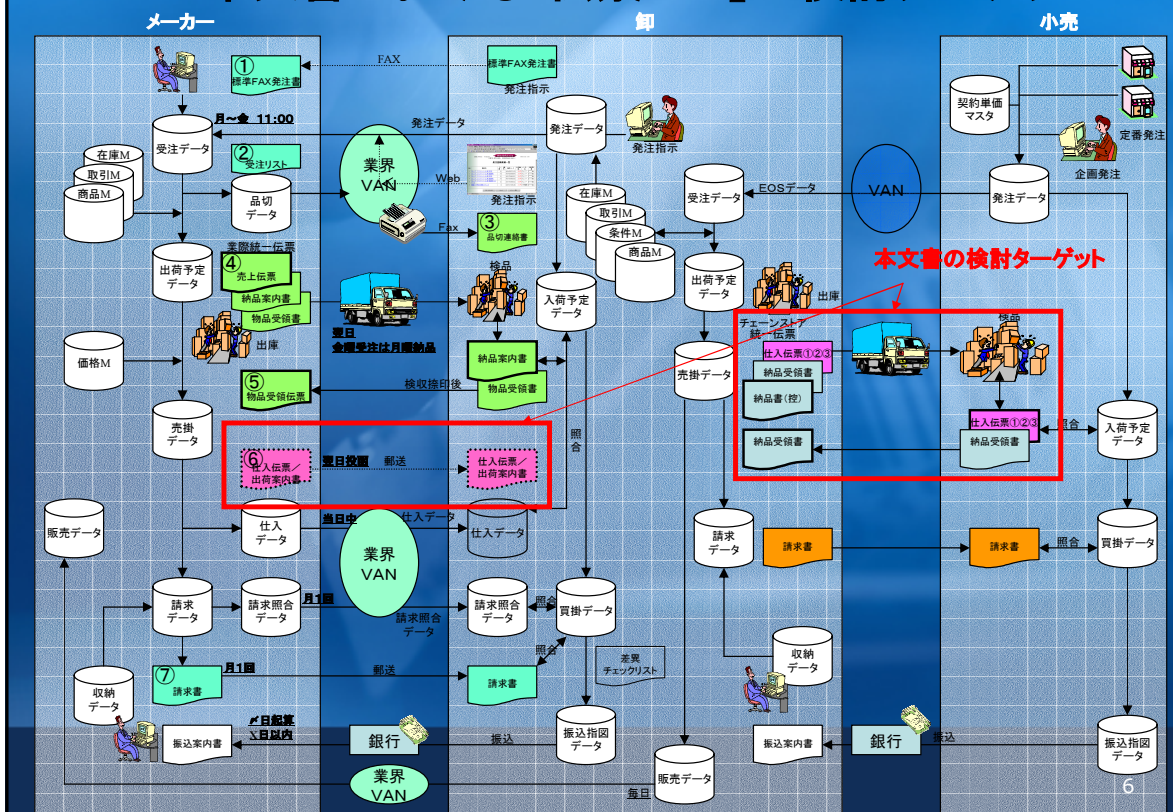 メーカー
卸
小売
①
標準FAX発注書
FAX
標準FAX発注書
発注指示
月~金 11:00
受注データ
発注データ
発注データ
発注指示
契約単価
マスタ
定番発注
企画発注
②
受注リスト
在庫M
取引M
商品M
品切
データ
業界
VAN
Web
発注指示
Fax
③
品切連絡書
在庫M
取引M
条件M
商品M
受注データ
EOSデータ
VAN
発注データ
本文書の検討ターゲット
業際統一伝票
④
売上伝票
納品案内書
物品受領書
出荷予定
データ
出庫
翌日
金曜受注は月曜納品
検品
入荷予定
データ
出荷予定
データ
出庫
チェーンストア
統一伝票
仕入伝票①②③
納品受領書
納品書(控)
検品
価格M
納品案内書
物品受領書
⑤
物品受領伝票
検収捺印後
売掛データ
納品受領書
仕入伝票①②③
納品受領書
照合
入荷予定
データ
売掛
データ
照
合
⑥
仕入伝票/
出荷案内書
翌日投函
郵送
仕入伝票/
出荷案内書
販売データ
仕入
データ
当日中
仕入データ
仕入データ
業界
VAN
請求
データ
請求書
請求書
照合
買掛データ
請求
データ
請求照合
データ
月1回
請求照合
データ
請求照合
データ
照合
買掛データ
⑦
請求書
月1回
郵送
請求書
照合
差異
チェックリスト
収納
データ
収納
データ
〆日起算
X日以内
振込案内書
銀行
振込
振込指図
データ
振込案内書
銀行
振込
振込指図
データ
業界
VAN
毎日
販売データ
6